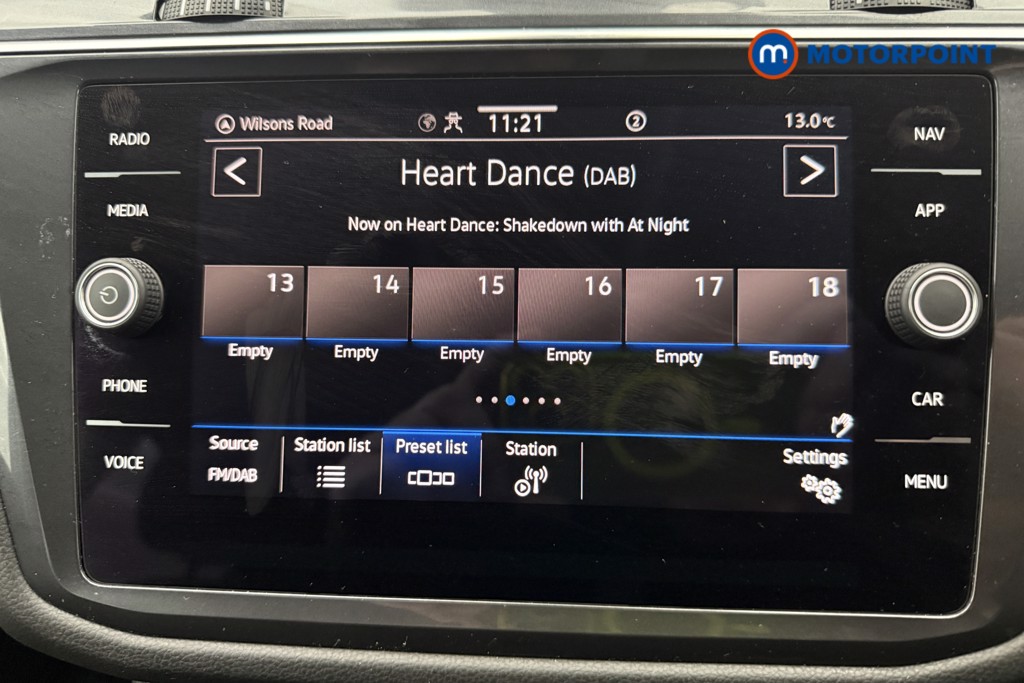 m. MOTORPOINT
RADIO
MEDIA
PHONE
VOICE
Wilsons Road 11:21 2 13.0°C
< Heart Dance (DAB) >
Now on Heart Dance: Shakedown with At Night
13 14 15 16 17 18
Empty Empty Empty Empty Empty Empty
Source Station list Preset list Station Settings
FM/DAB
NAV
APP
CAR
MENU